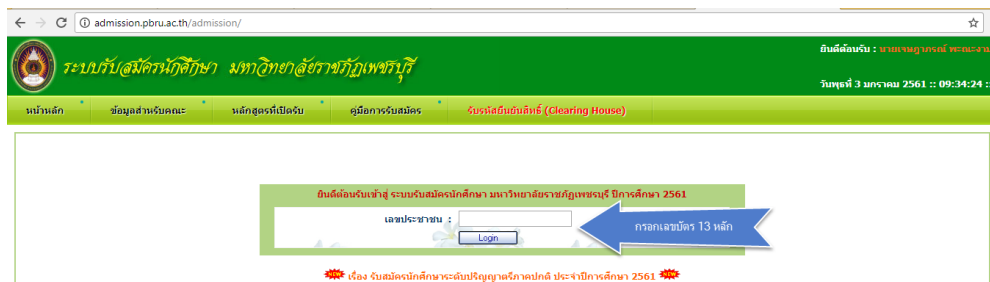 admission.pbru.ac.th/admission/
ระบบรับสมัครนักศึกษา มหาวิทยาลัยราชภัฏเพชรบุรี
ยินดีต้อนรับ : นายเจษฎาภรณ์
วันพุธที่ 3 มกราคม 2561 :: 09:34:24 ::
หน้าหลัก ข้อมูลสำหรับคณะ หลักสูตรที่เปิดรับ คู่มือการรับสมัคร รับรหัสยืนยันสิทธิ์ (Clearing House)
ยินดีต้อนรับเข้าสู่ ระบบรับสมัครนักศึกษา มหาวิทยาลัยราชภัฏเพชรบุรี ปีการศึกษา 2561
เลขประชาชน :
Login
กรอกเลขบัตร 13 หลัก
NEW เรื่อง รับสมัครนักศึกษาระดับปริญญาตรีภาคปกติ ประจำปีการศึกษา 2561 NEW